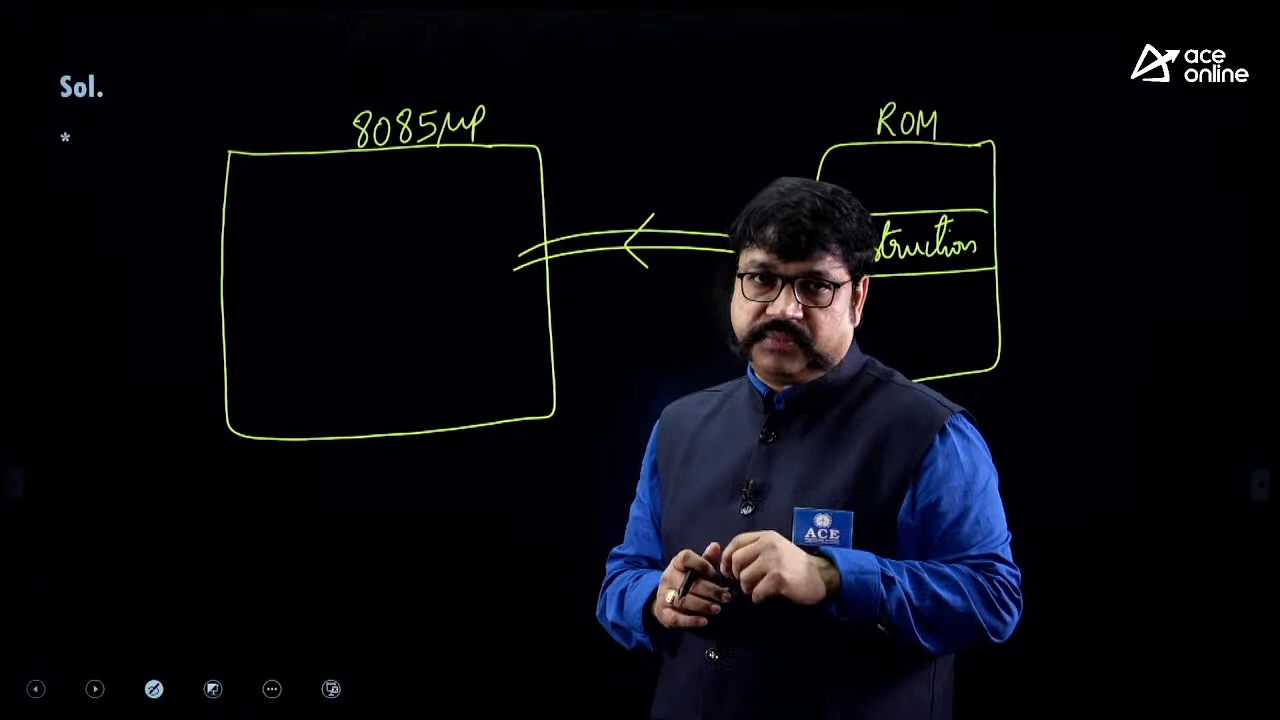 ace
online
Sol.
*
8085μP
ROM
struction
ACE